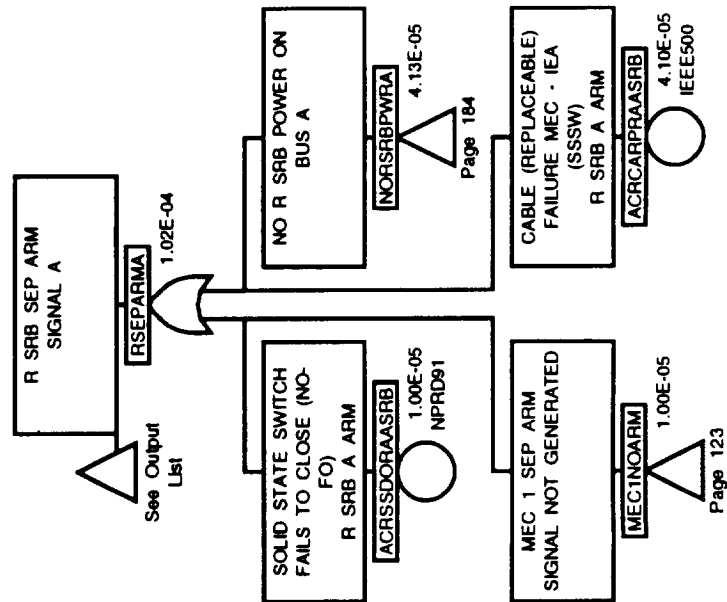 R SRB SEP ARM
SIGNAL A
See Output
List
RSEPARMA
1.02E-04
SOLID STATE SWITCH
FAILS TO CLOSE (NO-
FO)
R SRB A ARM
ACRSSDORAASRB
1.00E-05
NPRD91
NO R SRB POWER ON
BUS A
NORSRBPWRA
4.13E-05
Page 184
MEC 1 SEP ARM
SIGNAL NOT GENERATED
MEC1NOARM
1.00E-05
Page 123
CABLE (REPLACEABLE)
FAILURE MEC - IEA
(SSSW)
R SRB A ARM
ACRCARPRAASRB
4.10E-05
IEEE500